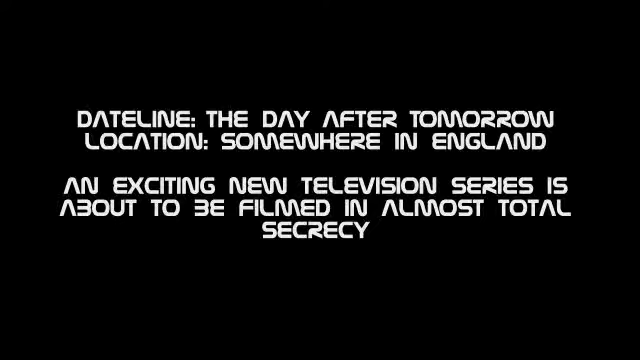 DATELINE: THE DAY AFTER TOMORROW
LOCATION: SOMEWHERE IN ENGLAND
AN EXCITING NEW TELEVISION SERIES IS
ABOUT TO BE FILMED IN ALMOST TOTAL
SECRECY